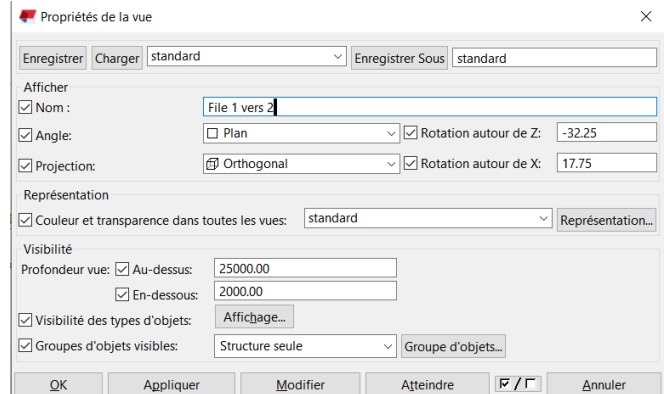 Propriétés de la vue
Enregistrer Charger standard Enregistrer Sous standard
Afficher
Nom : File 1 vers 2
Angle: Plan Rotation autour de Z: -32.25
Projection: Orthogonal Rotation autour de X: 17.75
Représentation
Couleur et transparence dans toutes les vues: standard Représentation...
Visibilité
Profondeur vue: Au-dessus: 25000.00
En-dessous: 2000.00
Visibilité des types d'objets: Affichage...
Groupes d'objets visibles: Structure seule Groupe d'objets...
OK Appliquer Modifier Atteindre / Annuler